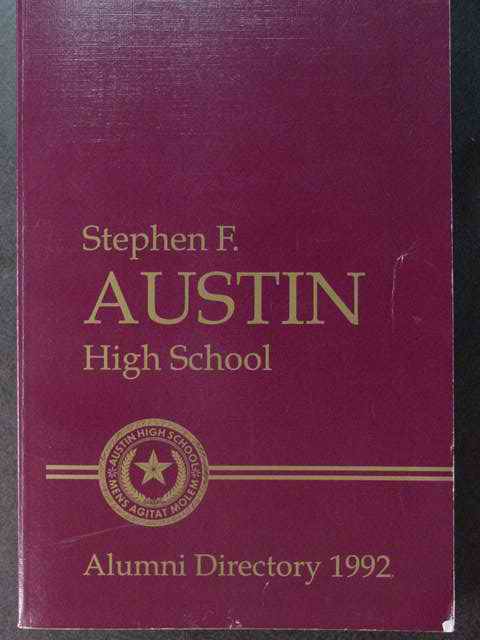 Stephen F.
AUSTIN
High School
AUSTIN HIGH SCHOOL
MENS AGITAT MOLEM
Alumni Directory 1992